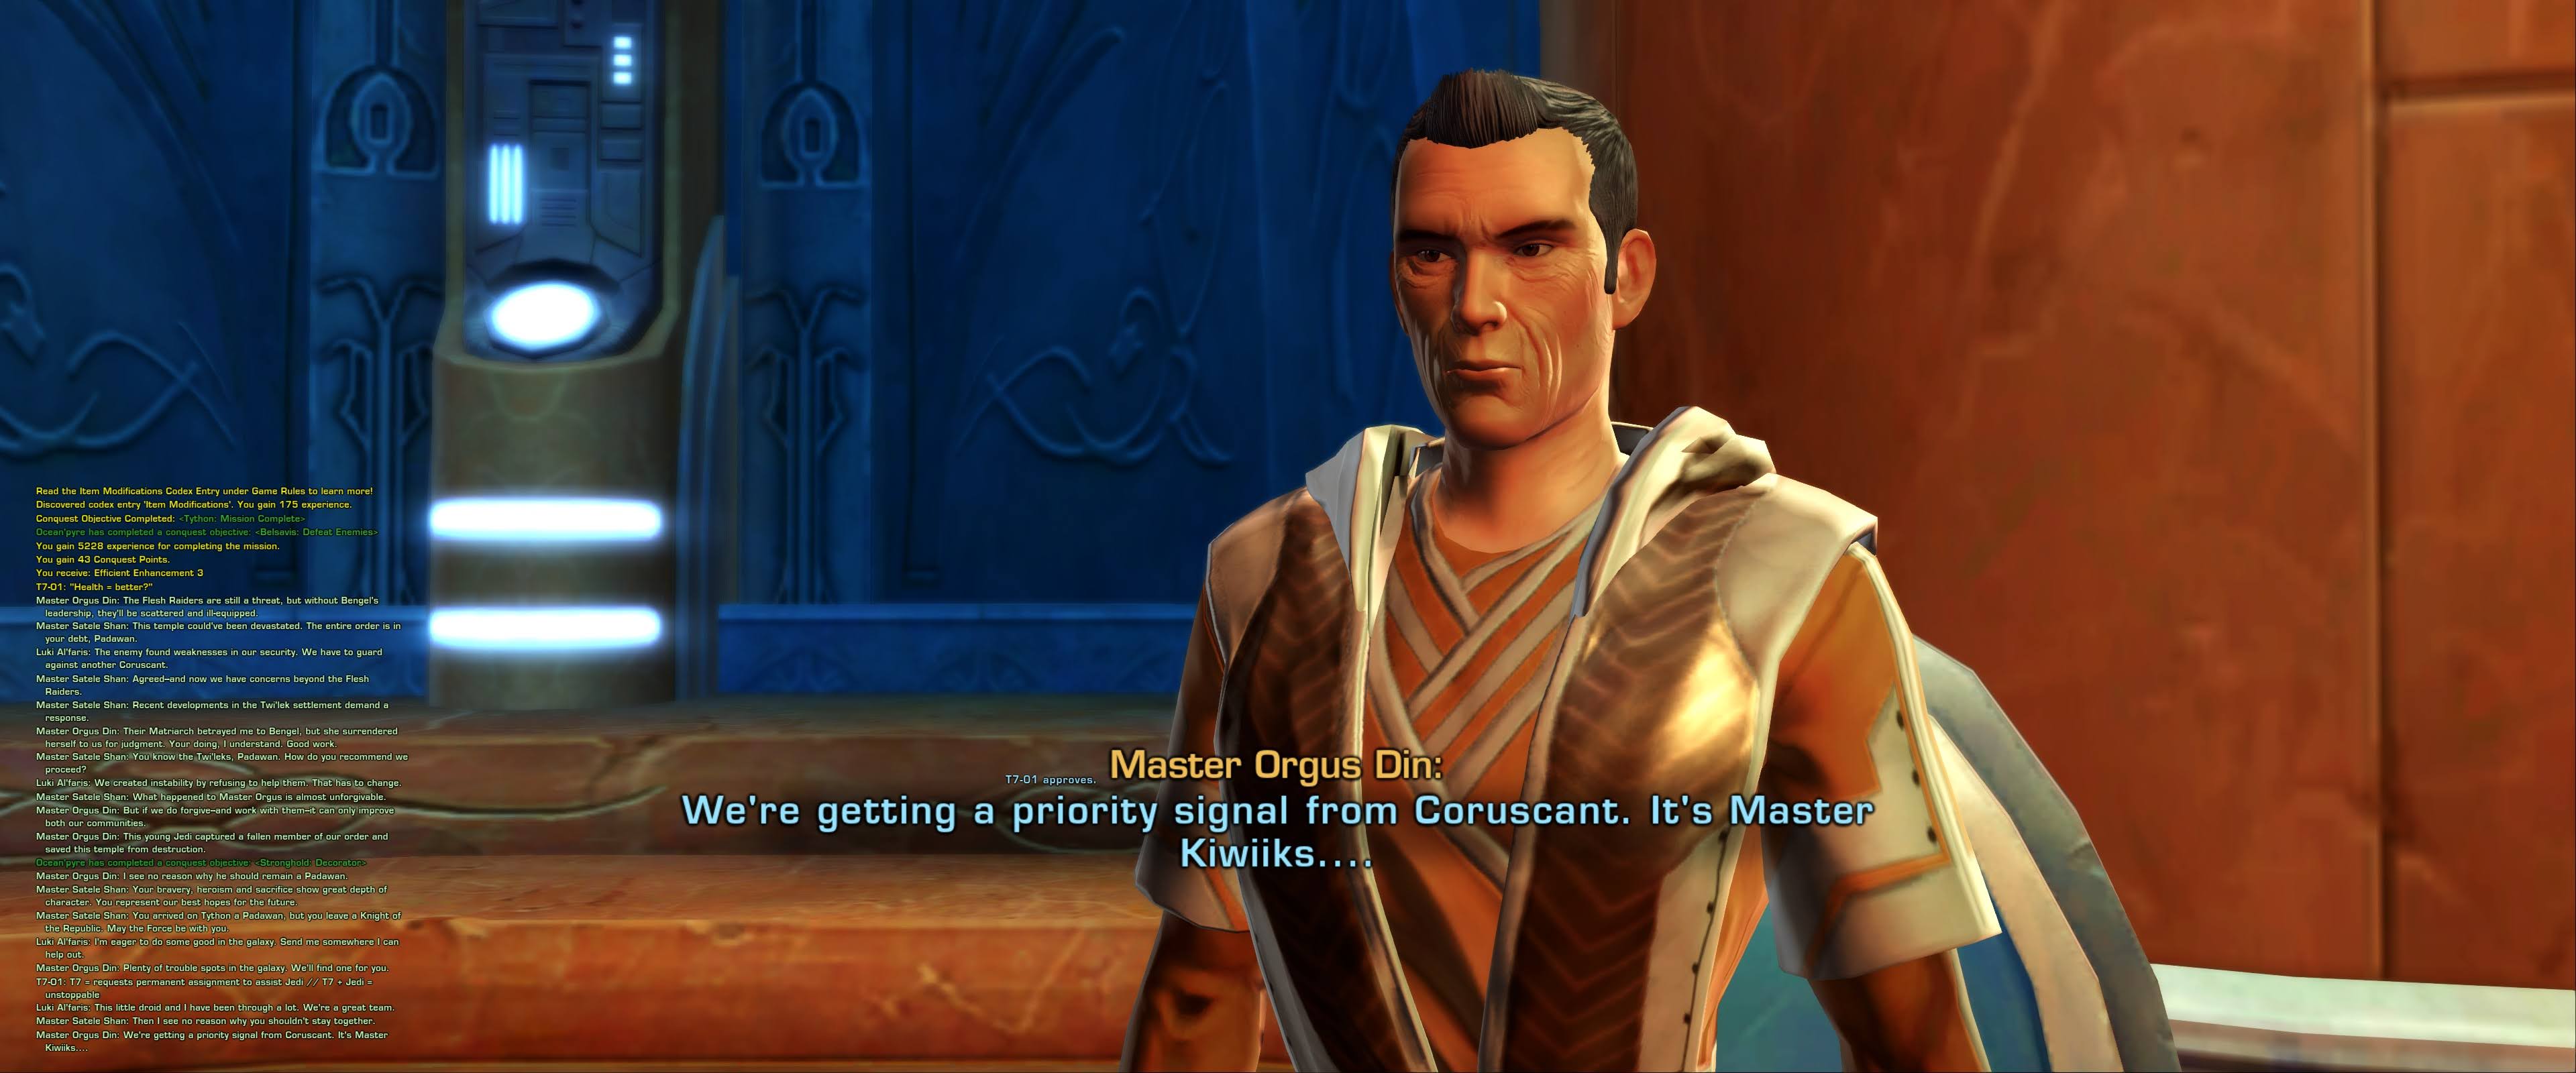 Read the Item Modifications Codex Entry under Game Rules to learn more!
Discovered codex entry 'Item Modifications'. You gain 175 experience.
Conquest Objective Completed: <Tython: Mission Complete>
Ocean'pyre has completed a conquest objective: <Belsavis: Defeat Enemies>
You gain 5228 experience for completing the mission.
You gain 43 Conquest Points.
You receive: Efficient Enhancement 3
T7-01: "Health = better?"
Master Orgus Din: The Flesh Raiders are still a threat, but without Bengel's
leadership, they'll be scattered and ill-equipped.
Master Satele Shan: This temple could've been devastated. The entire order is in
your debt, Padawan.
Luki Al'faris: The enemy found weaknesses in our security. We have to guard
against another Coruscant.
Master Satele Shan: Agreed—and now we have concerns beyond the Flesh
Raiders.
Master Satele Shan: Recent developments in the Twi'lek settlement demand a
response.
Master Orgus Din: Their Matriarch betrayed me to Bengel, but she surrendered
herself to us for judgment. Your doing, I understand. Good work.
Master Satele Shan: You know the Twi'leks, Padawan. How do you recommend we
proceed?
Luki Al'faris: We created instability by refusing to help them. That has to change.
Master Satele Shan: What happened to Master Orgus is almost unforgivable.
Master Orgus Din: But if we do forgive—and work with them—it can only improve
both our communities.
Master Orgus Din: This young Jedi captured a fallen member of our order and
saved this temple from destruction.
Ocean'pyre has completed a conquest objective: <Stronghold: Decorator>
Master Orgus Din: I see no reason why he should remain a Padawan.
Master Satele Shan: Your bravery, heroism and sacrifice show great depth of
character. You represent our best hopes for the future.
Master Satele Shan: You arrived on Tython a Padawan, but you leave a Knight of
the Republic. May the Force be with you.
Luki Al'faris: I'm eager to do some good in the galaxy. Send me somewhere I can
help out.
Master Orgus Din: Plenty of trouble spots in the galaxy. We'll find one for you.
T7-01: T7 = requests permanent assignment to assist Jedi // T7 + Jedi =
unstoppable
Luki Al'faris: This little droid and I have been through a lot. We're a great team.
Master Satele Shan: Then I see no reason why you shouldn't stay together.
Master Orgus Din: We're getting a priority signal from Coruscant. It's Master
Kiwiiks....
T7-01 approves.
Master Orgus Din:
We're getting a priority signal from Coruscant. It's Master
Kiwiiks....